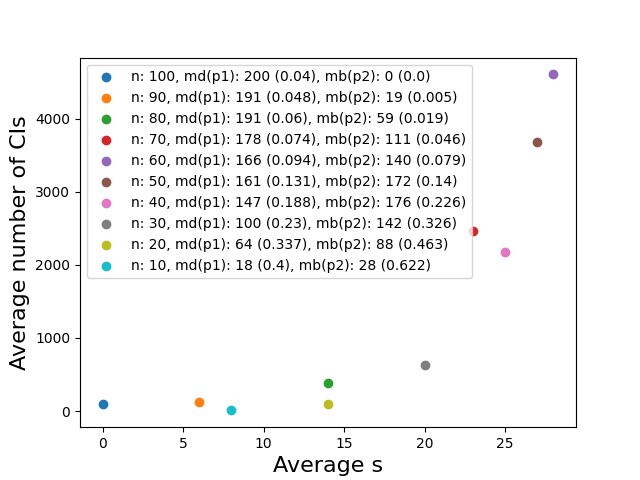 n: 100, md(p1): 200 (0.04), mb(p2): 0 (0.0)
n: 90, md(p1): 191 (0.048), mb(p2): 19 (0.005)
n: 80, md(p1): 191 (0.06), mb(p2): 59 (0.019)
n: 70, md(p1): 178 (0.074), mb(p2): 111 (0.046)
n: 60, md(p1): 166 (0.094), mb(p2): 140 (0.079)
n: 50, md(p1): 161 (0.131), mb(p2): 172 (0.14)
n: 40, md(p1): 147 (0.188), mb(p2): 176 (0.226)
n: 30, md(p1): 100 (0.23), mb(p2): 142 (0.326)
n: 20, md(p1): 64 (0.337), mb(p2): 88 (0.463)
n: 10, md(p1): 18 (0.4), mb(p2): 28 (0.622)
Average number of CIs
4000
3000
2000
1000
0
0 5 10 15 20 25
Average s